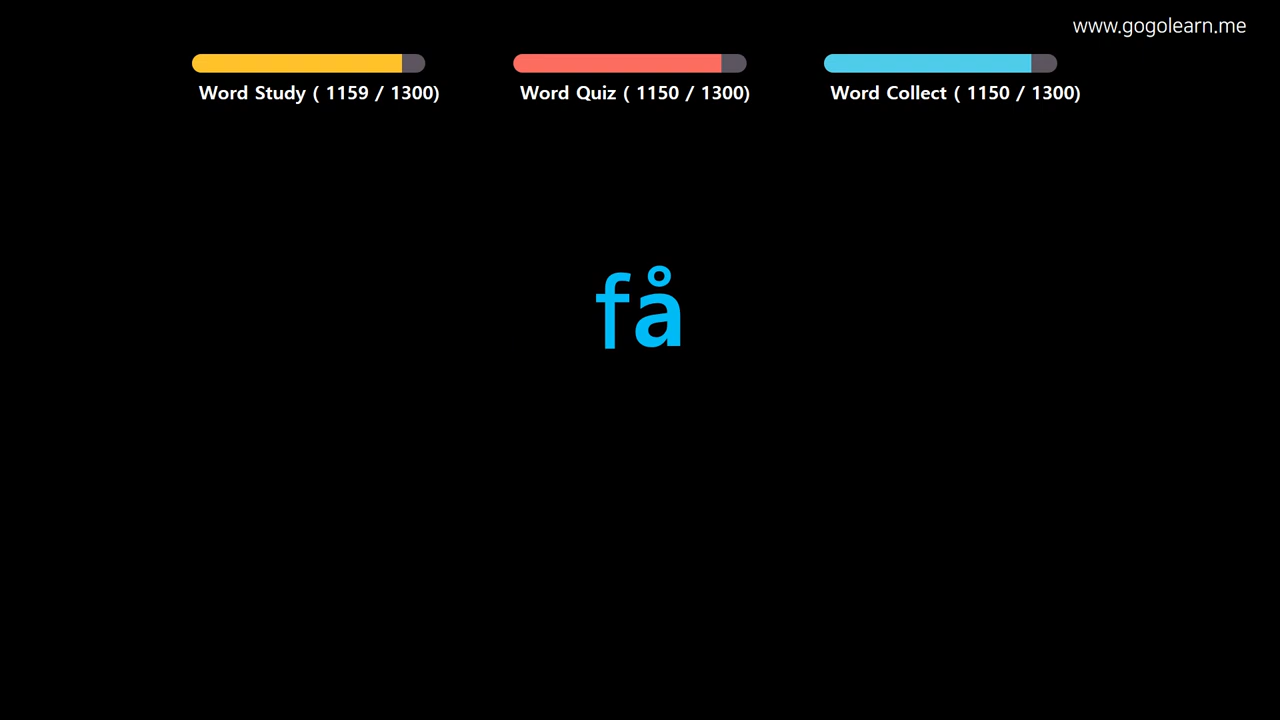 www.gogolearn.me
Word Study ( 1159 / 1300)
Word Quiz ( 1150 / 1300)
Word Collect ( 1150 / 1300)
få